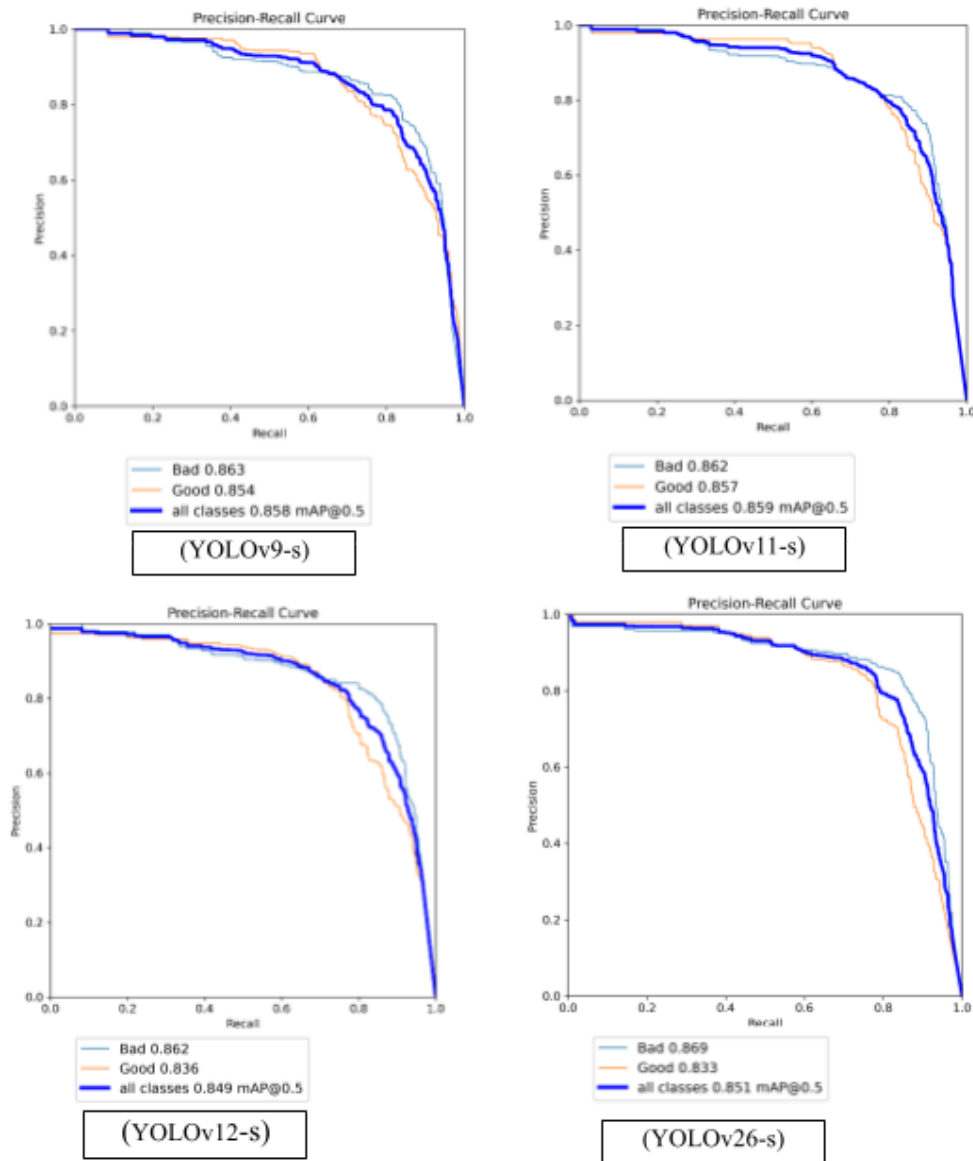 Precision-Recall Curve
1.0
0.8
0.6
0.4
0.2
0.0
Precision
0.0 0.2 0.4 0.6 0.8 1.0
Recall
Bad 0.863
Good 0.854
all classes 0.858 mAP@0.5
(YOLOv9-s)
Precision-Recall Curve
1.0
0.8
0.6
0.4
0.2
0.0
Precision
0.0 0.2 0.4 0.6 0.8 1.0
Recall
Bad 0.862
Good 0.857
all classes 0.859 mAP@0.5
(YOLOv11-s)
Precision-Recall Curve
1.0
0.8
0.6
0.4
0.2
0.0
Precision
0.0 0.2 0.4 0.6 0.8 1.0
Recall
Bad 0.862
Good 0.836
all classes 0.849 mAP@0.5
(YOLOv12-s)
Precision-Recall Curve
1.0
0.8
0.6
0.4
0.2
0.0
Precision
0.0 0.2 0.4 0.6 0.8 1.0
Recall
Bad 0.869
Good 0.833
all classes 0.851 mAP@0.5
(YOLOv26-s)